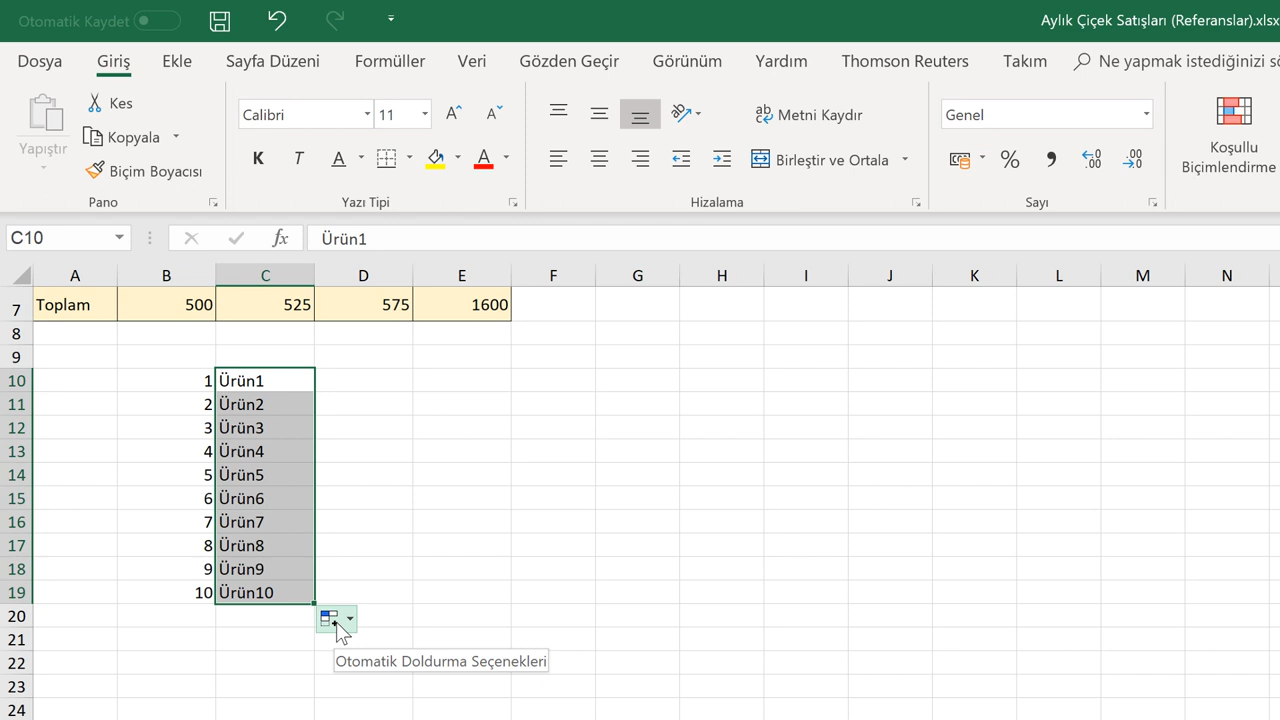 Otomatik Kaydet
Aylık Çiçek Satışları (Referanslar).xlsx
Dosya Giriş Ekle Sayfa Düzeni Formüller Veri Gözden Geçir Görünüm Yardım Thomson Reuters Takım Ne yapmak istediğinizi sö
Yapıştır
Kes
Kopyala
Biçim Boyacısı
Pano
Calibri 11
K T A A
Yazı Tipi
Metni Kaydır
Birleştir ve Ortala
Hizalama
Genel
% ,00 ,00
Sayı
Koşullu
Biçimlendirme
C10 fx Ürün1
A B C D E F G H I J K L M N
7 Toplam 500 525 575 1600
8
9
10 1 Ürün1
11 2 Ürün2
12 3 Ürün3
13 4 Ürün4
14 5 Ürün5
15 6 Ürün6
16 7 Ürün7
17 8 Ürün8
18 9 Ürün9
19 10 Ürün10
20
21
Otomatik Doldurma Seçenekleri
22
23
24